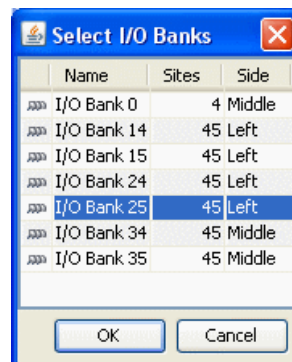 Select I/O Banks
Name Sites Side
I/O Bank 0 4 Middle
I/O Bank 14 45 Left
I/O Bank 15 45 Left
I/O Bank 24 45 Left
I/O Bank 25 45 Left
I/O Bank 34 45 Middle
I/O Bank 35 45 Middle
OK Cancel